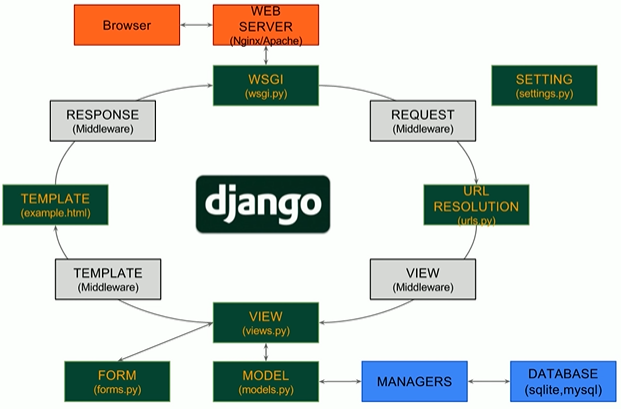 Browser
WEB
SERVER
(Nginx/Apache)
WSGI
(wsgi.py)
SETTING
(settings.py)
RESPONSE
(Middleware)
REQUEST
(Middleware)
TEMPLATE
(example.html)
django
URL
RESOLUTION
(urls.py)
TEMPLATE
(Middleware)
VIEW
(Middleware)
VIEW
(views.py)
FORM
(forms.py)
MODEL
(models.py)
MANAGERS
DATABASE
(sqlite,mysql)